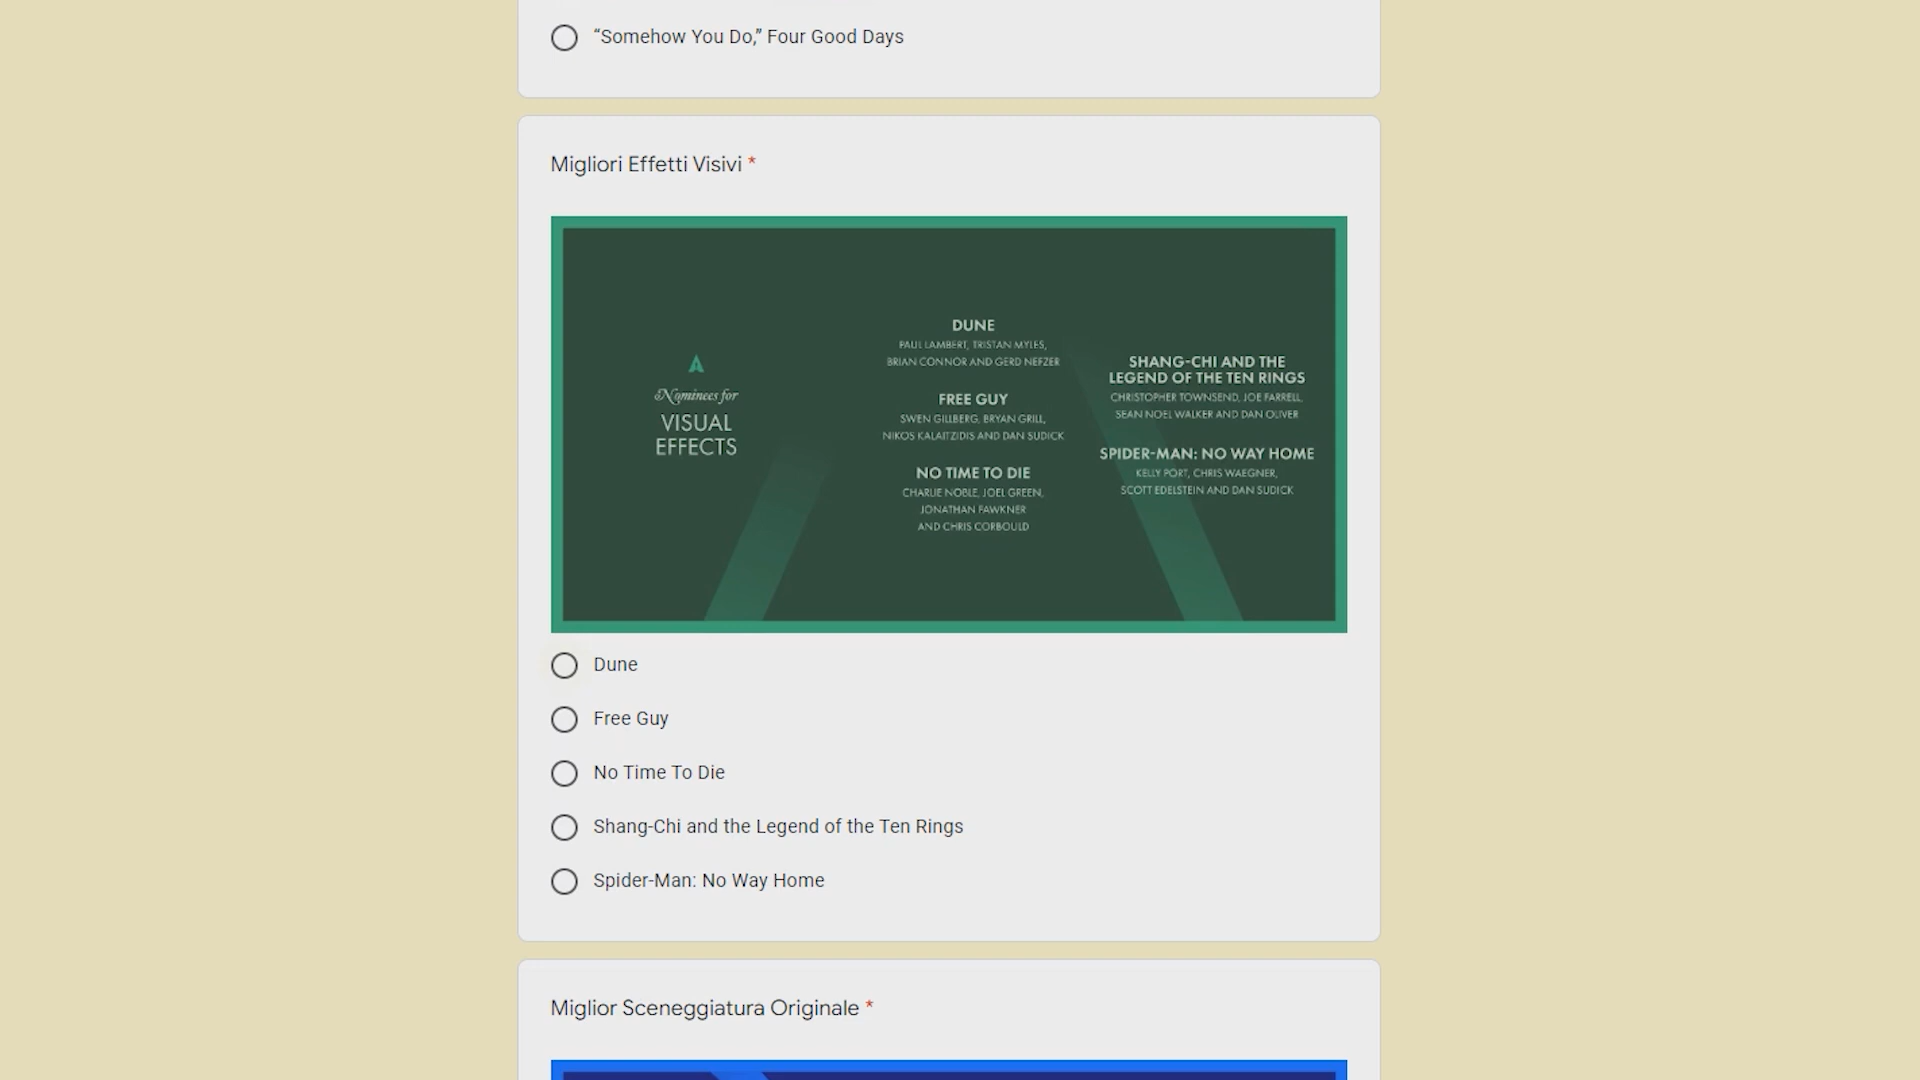 “Somehow You Do,” Four Good Days
Migliori Effetti Visivi *
Nominees for
VISUAL
EFFECTS
DUNE
PAUL LAMBERT, TRISTAN MYLES,
BRIAN CONNOR AND GERD NEFZER
FREE GUY
SWEN GILLBERG, BRYAN GRILL,
NIKOS KALAITZIDIS AND DAN SUDICK
NO TIME TO DIE
CHARLIE NOBLE, JOEL GREEN,
JONATHAN FAWKNER
AND CHRIS CORBOULD
SHANG-CHI AND THE
LEGEND OF THE TEN RINGS
CHRISTOPHER TOWNSEND, JOE FARRELL,
SEAN NOEL WALKER AND DAN OLIVER
SPIDER-MAN: NO WAY HOME
KELLY PORT, CHRIS WAEGNER,
SCOTT EDELSTEIN AND DAN SUDICK
Dune
Free Guy
No Time To Die
Shang-Chi and the Legend of the Ten Rings
Spider-Man: No Way Home
Miglior Sceneggiatura Originale *